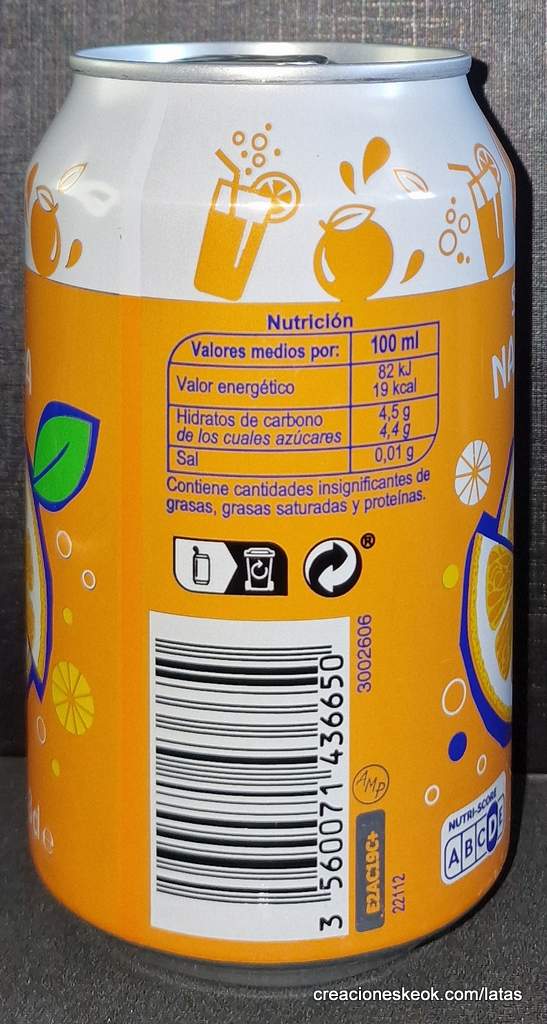 Nutrición
Valores medios por: 100 ml
Valor energético 82 kJ
19 kcal
Hidratos de carbono 4,5 g
de los cuales azúcares 4,4 g
Sal 0,01 g
Contiene cantidades insignificantes de
grasas, grasas saturadas y proteínas.
®
3002606
3 560071 436650
AMP
E2AC19C+
22112
NA
A
NUTRI-SCORE
A B C D E
creacioneskeok.com/latas